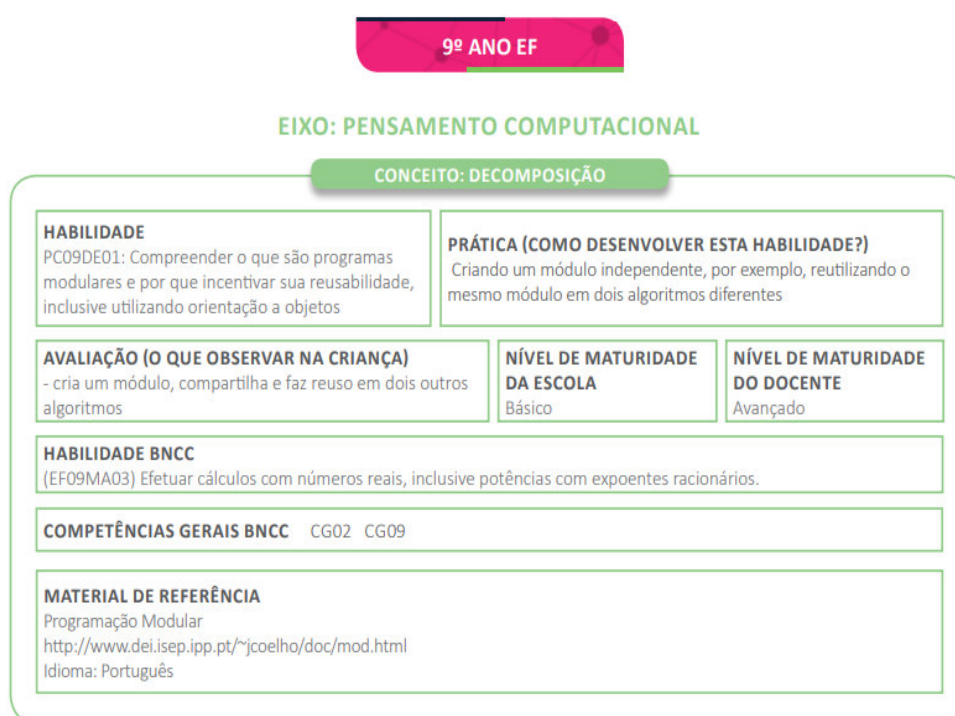 9º ANO EF
EIXO: PENSAMENTO COMPUTACIONAL
CONCEITO: DECOMPOSIÇÃO
HABILIDADE
PC09DE01: Compreender o que são programas
modulares e por que incentivar sua reusabilidade,
inclusive utilizando orientação a objetos
PRÁTICA (COMO DESENVOLVER ESTA HABILIDADE?)
Criando um módulo independente, por exemplo, reutilizando o
mesmo módulo em dois algoritmos diferentes
AVALIAÇÃO (O QUE OBSERVAR NA CRIANÇA)
- cria um módulo, compartilha e faz reuso em dois outros
algoritmos
NÍVEL DE MATURIDADE
DA ESCOLA
Básico
NÍVEL DE MATURIDADE
DO DOCENTE
Avançado
HABILIDADE BNCC
(EF09MA03) Efetuar cálculos com números reais, inclusive potências com expoentes racionários.
COMPETÊNCIAS GERAIS BNCC CG02 CG09
MATERIAL DE REFERÊNCIA
Programação Modular
http://www.dei.isep.ipp.pt/~jcoelho/doc/mod.html
Idioma: Português